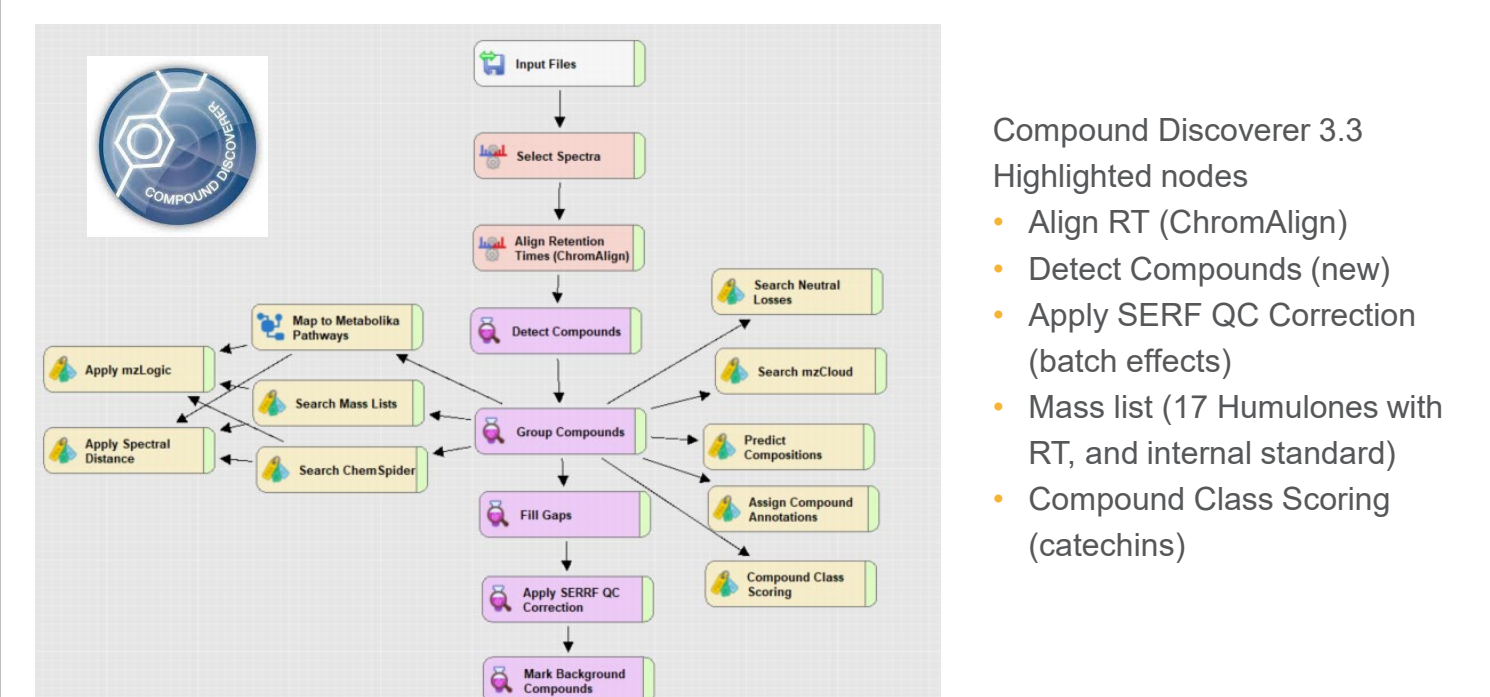 COMPOUND DISCOVERER
Input Files
Select Spectra
Align Retention
Times (ChromAlign)
Detect Compounds
Group Compounds
Fill Gaps
Apply SERRF QC
Correction
Mark Background
Compounds
Map to Metabolika
Pathways
Apply mzLogic
Search Mass Lists
Apply Spectral
Distance
Search ChemSpider
Search Neutral
Losses
Search mzCloud
Predict
Compositions
Assign Compound
Annotations
Compound Class
Scoring
Compound Discoverer 3.3
Highlighted nodes
• Align RT (ChromAlign)
• Detect Compounds (new)
• Apply SERF QC Correction
(batch effects)
• Mass list (17 Humulones with
RT, and internal standard)
• Compound Class Scoring
(catechins)